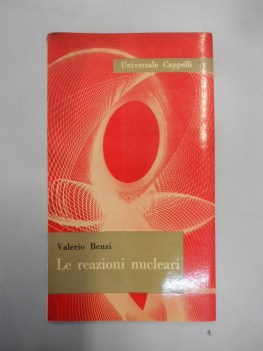 Universale Cappelli
Valerio Benzi
Le reazioni nucleari